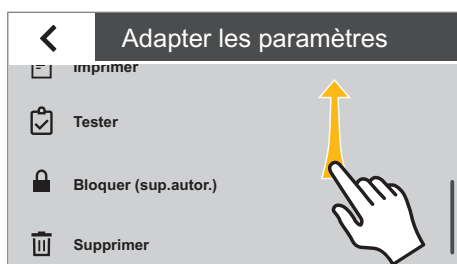 Adapter les paramètres
Imprimer
Tester
Bloquer (sup.autor.)
Supprimer